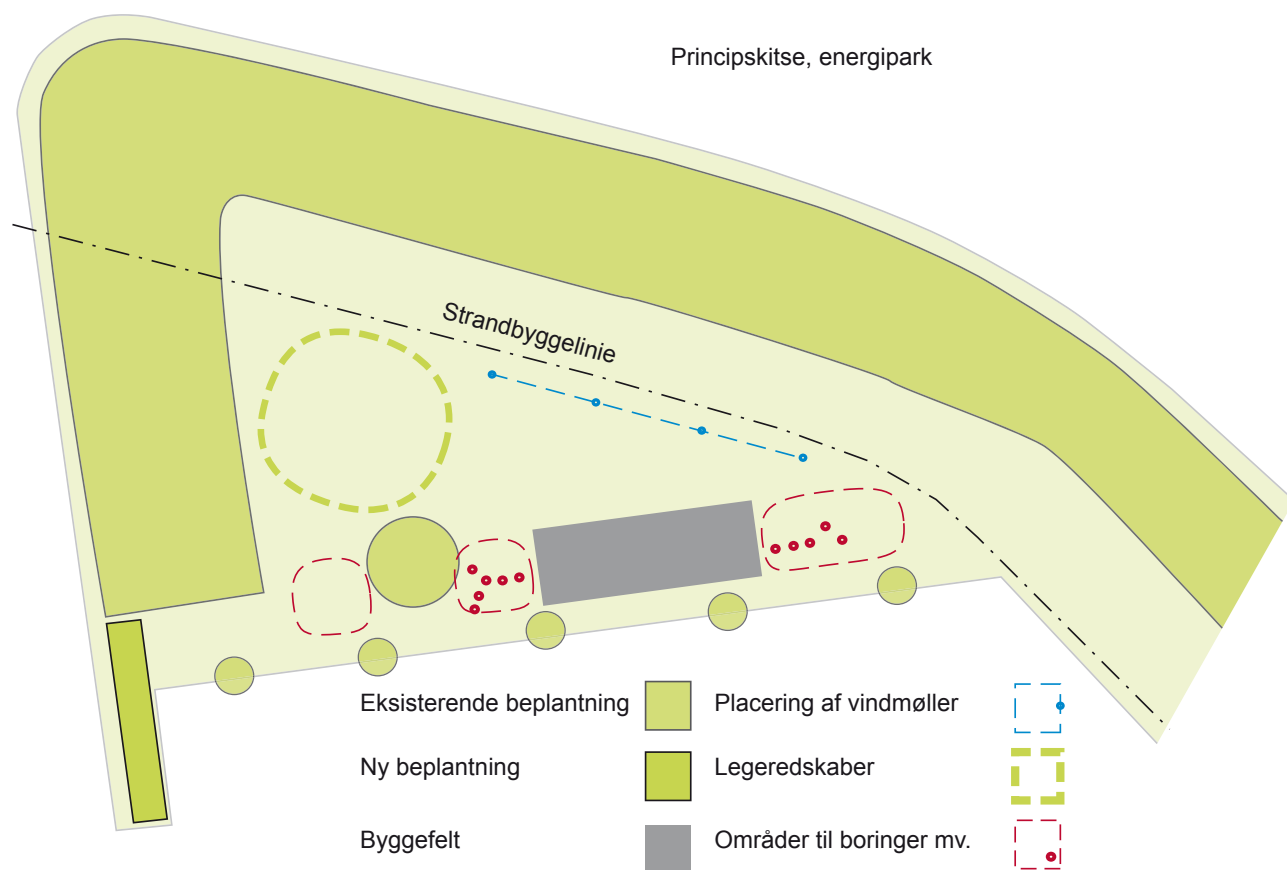 Principskitse, energipark
Strandbyggelinie
Eksisterende beplantning
Placering af vindmøller
Ny beplantning
Legeredskaber
Byggefelt
Områder til boringer mv.